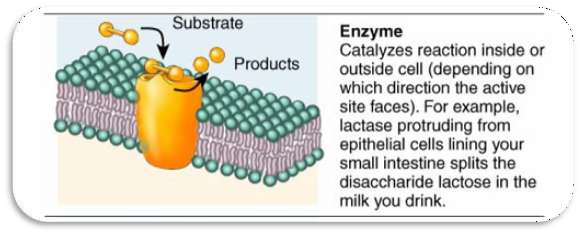 Substrate
Products
Enzyme
Catalyzes reaction inside or
outside cell (depending on
which direction the active
site faces). For example,
lactase protruding from
epithelial cells lining your
small intestine splits the
disaccharide lactose in the
milk you drink.